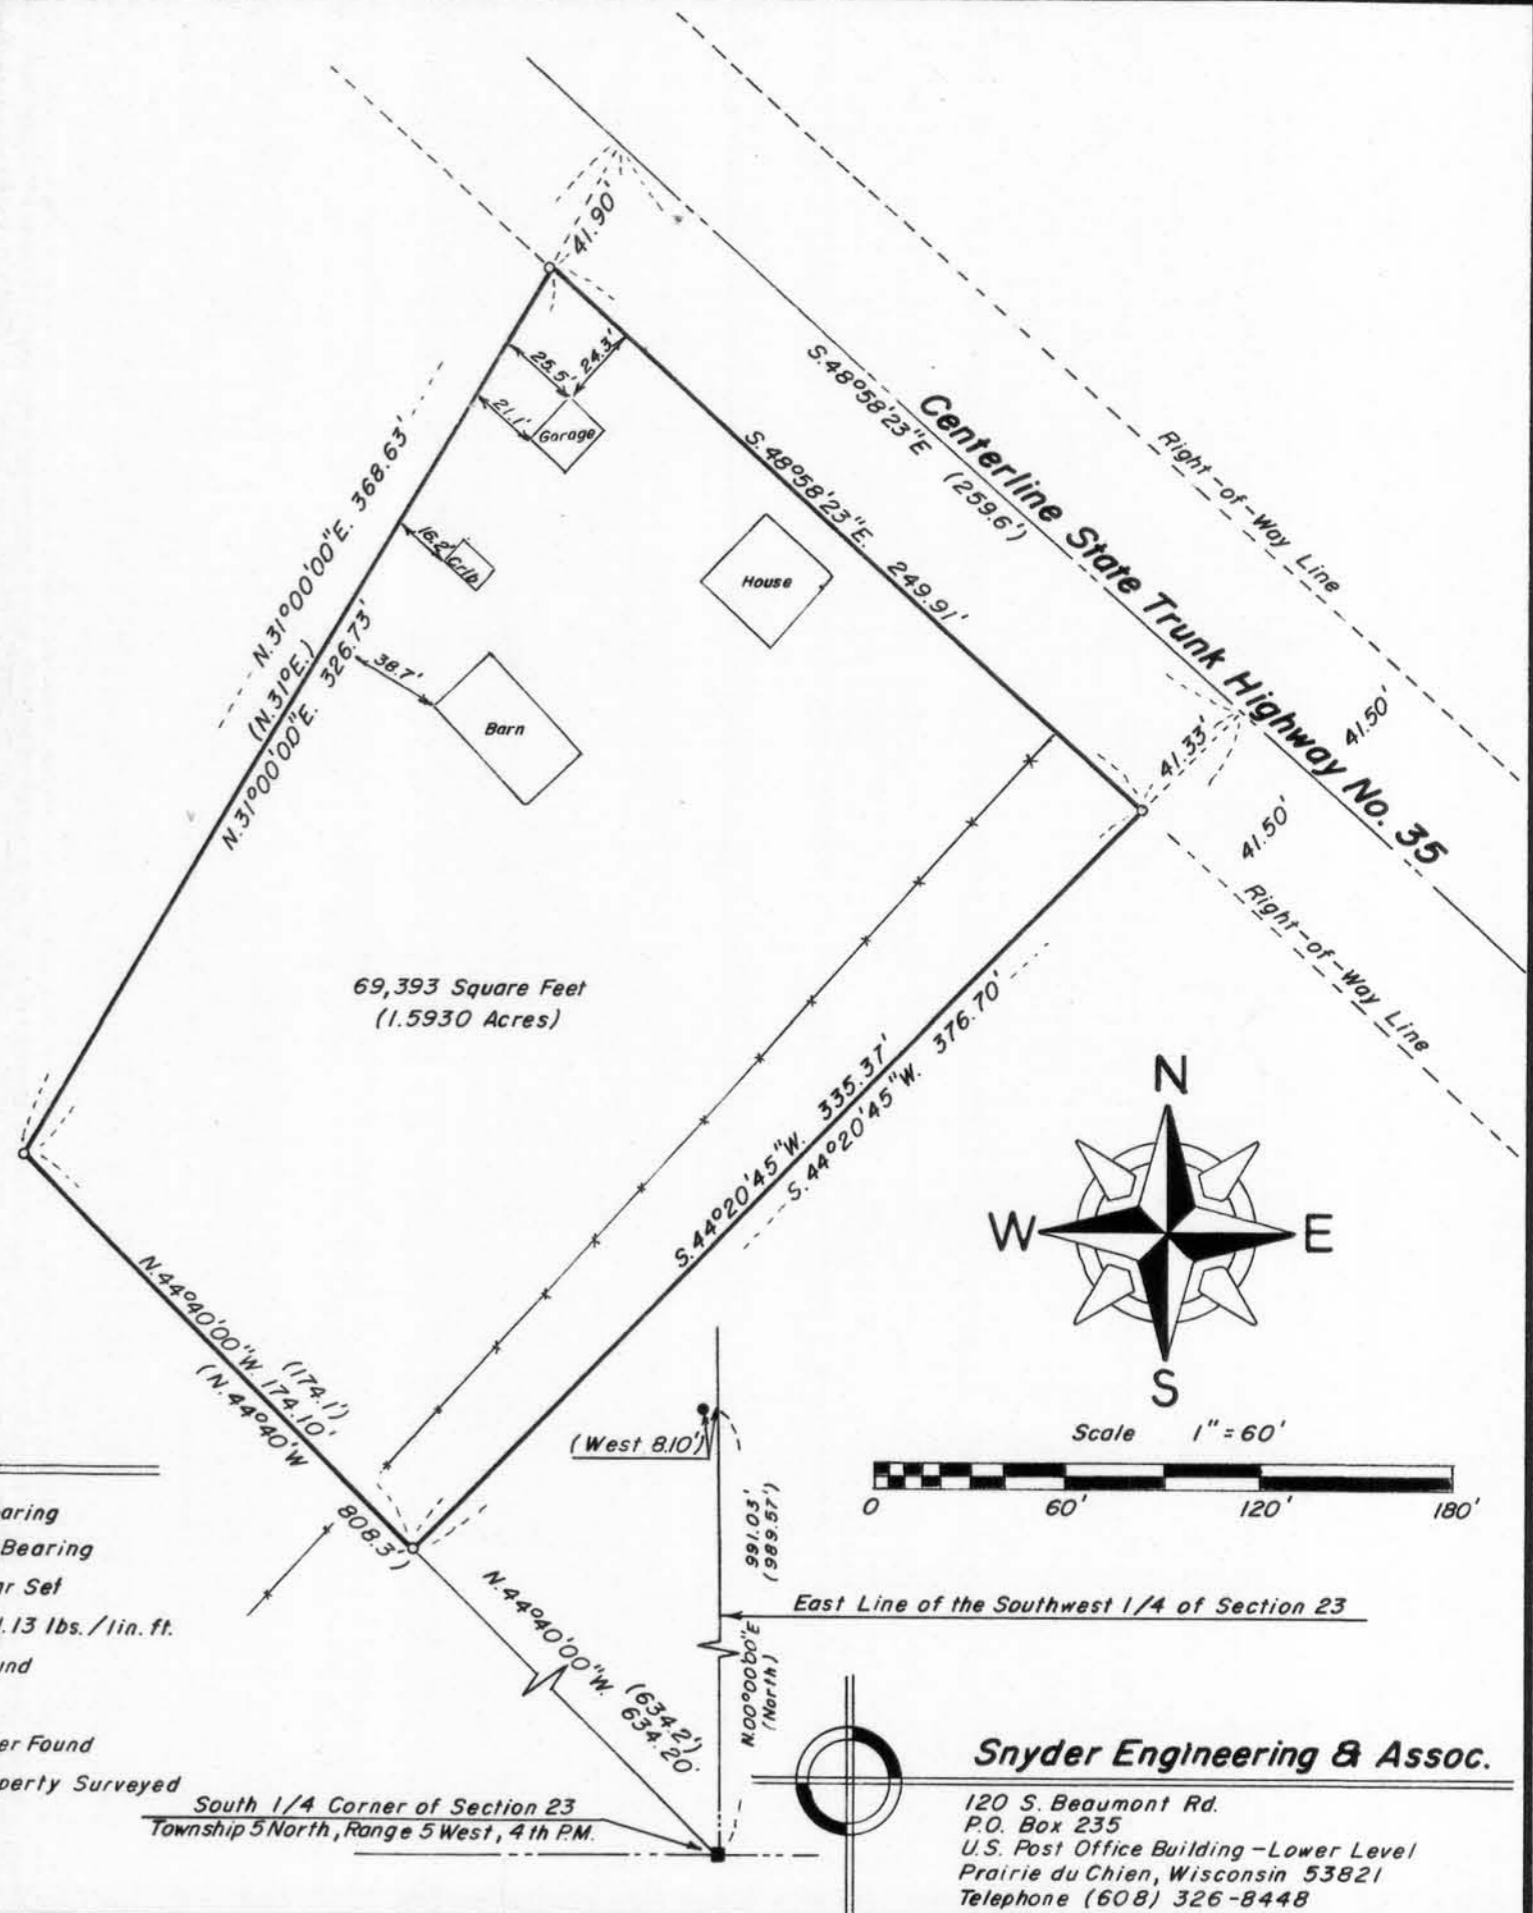 41.90'
25.5'
24.3'
21.1'
Garage
S.48°58'23"E (259.6')
Centerline State Trunk Highway No. 35
Right-of-Way Line
S.48°58'23"E. 249.91'
N.31°00'00"E. 368.63'
(N.31°E.)
N.31°00'00"E. 326.73'
16.2'
Crib
House
38.7'
Barn
41.33'
41.50'
41.50'
Right-of-Way Line
69,393 Square Feet
(1.5930 Acres)
S.44°20'45"W. 335.37'
S.44°20'45"W. 376.70'
N
W
E
S
N.44°40'00"W. 174.10'
(174.1')
(N.44°40'W
808.3')
(West 8.10')
Scale 1"=60'
0 60' 120' 180'
991.03'
(989.57')
East Line of the Southwest 1/4 of Section 23
N.00°00'00"E
(North)
N.44°40'00"W.
(634.2')
634.20'
aring
Bearing
r Set
1.13 lbs./lin. ft.
und
er Found
perty Surveyed
South 1/4 Corner of Section 23
Township 5 North, Range 5 West, 4th P.M.
Snyder Engineering & Assoc.
120 S. Beaumont Rd.
P.O. Box 235
U.S. Post Office Building - Lower Level
Prairie du Chien, Wisconsin 53821
Telephone (608) 326-8448